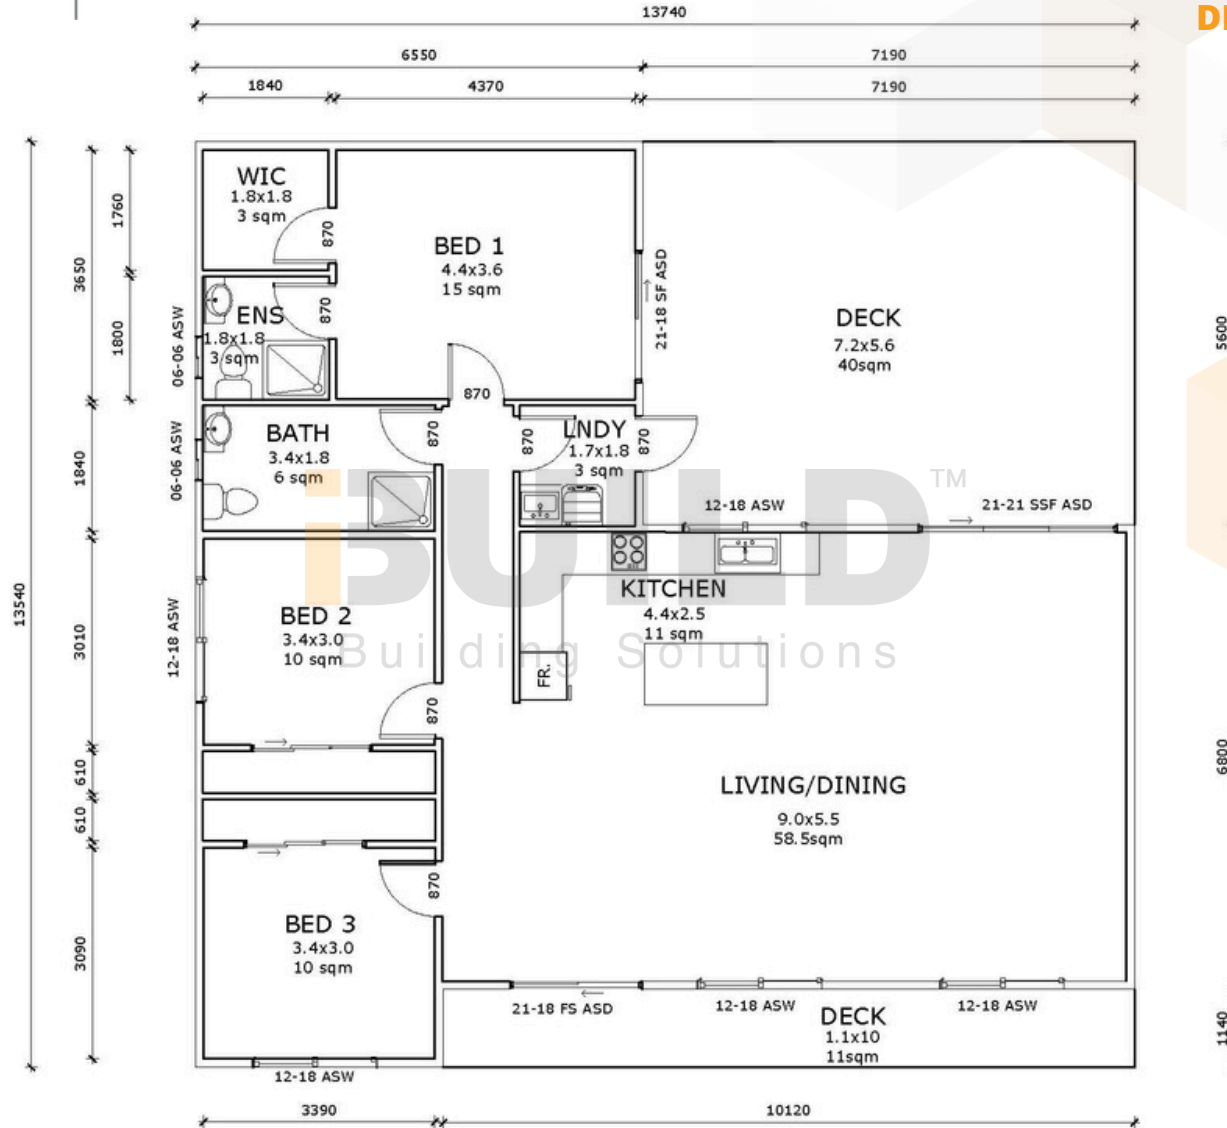 13740
DI
6550
7190
1840
4370
7190
WIC
1.8x1.8
3 sqm
870
1760
3650
BED 1
4.4x3.6
15 sqm
21-18 SF ASD
DECK
7.2x5.6
40sqm
5600
ENS
1.8x1.8
3 sqm
870
1800
06-06 ASW
870
BATH
3.4x1.8
6 sqm
870
LNDY
1.7x1.8
3 sqm
870
870
1840
06-06 ASW
iBUILD™
Building Solutions
12-18 ASW
21-21 SSF ASD
KITCHEN
4.4x2.5
11 sqm
FR.
13540
3010
12-18 ASW
BED 2
3.4x3.0
10 sqm
870
610
610
LIVING/DINING
9.0x5.5
58.5sqm
6800
870
BED 3
3.4x3.0
10 sqm
3090
21-18 FS ASD
12-18 ASW
12-18 ASW
DECK
1.1x10
11sqm
1140
12-18 ASW
3390
10120